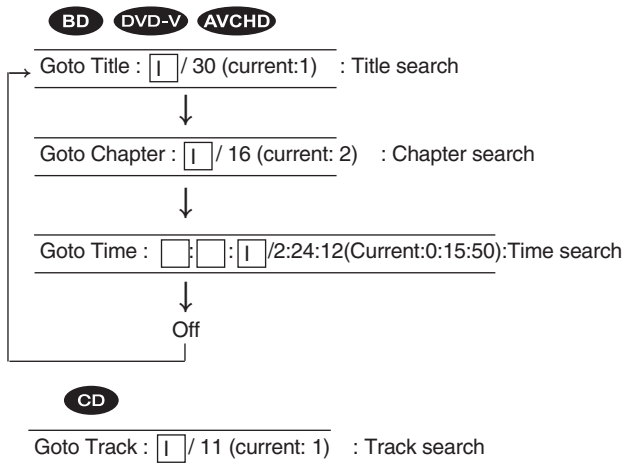 BD DVD-V AVCHD
Goto Title : | / 30 (current:1) : Title search
Goto Chapter : | / 16 (current: 2) : Chapter search
Goto Time : : : | /2:24:12(Current:0:15:50):Time search
Off
CD
Goto Track : | / 11 (current: 1) : Track search